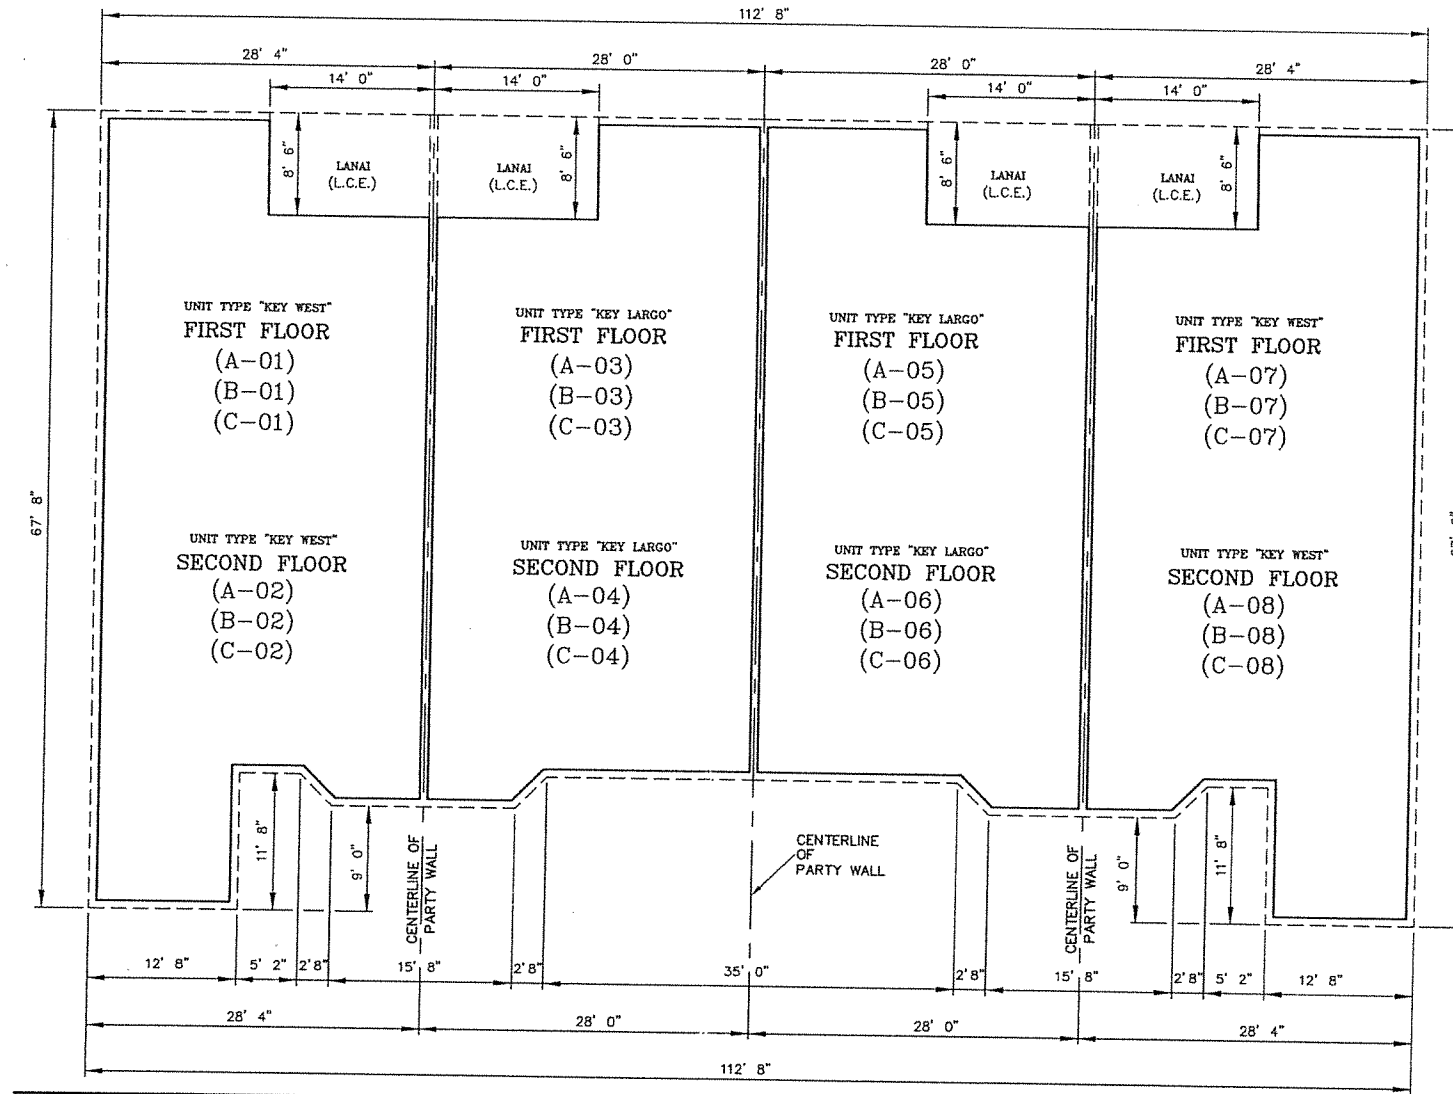 112' 8"
28' 4"
28' 0"
28' 0"
28' 4"
14' 0"
14' 0"
14' 0"
14' 0"
8' 6"
LANAI
(L.C.E.)
LANAI
(L.C.E.)
8' 6"
8' 6"
LANAI
(L.C.E.)
LANAI
(L.C.E.)
8' 6"
67' 8"
UNIT TYPE "KEY WEST"
FIRST FLOOR
(A-01)
(B-01)
(C-01)
UNIT TYPE "KEY LARGO"
FIRST FLOOR
(A-03)
(B-03)
(C-03)
UNIT TYPE "KEY LARGO"
FIRST FLOOR
(A-05)
(B-05)
(C-05)
UNIT TYPE "KEY WEST"
FIRST FLOOR
(A-07)
(B-07)
(C-07)
UNIT TYPE "KEY WEST"
SECOND FLOOR
(A-02)
(B-02)
(C-02)
UNIT TYPE "KEY LARGO"
SECOND FLOOR
(A-04)
(B-04)
(C-04)
UNIT TYPE "KEY LARGO"
SECOND FLOOR
(A-06)
(B-06)
(C-06)
UNIT TYPE "KEY WEST"
SECOND FLOOR
(A-08)
(B-08)
(C-08)
11' 8"
9' 0"
CENTERLINE OF
PARTY WALL
CENTERLINE
OF
PARTY WALL
CENTERLINE OF
PARTY WALL
9' 0"
11' 8"
12' 8"
5' 2"
2'8"
15' 8"
2'8"
35' 0"
2'8"
15' 8"
2'8"
5' 2"
12' 8"
28' 4"
28' 0"
28' 0"
28' 4"
112' 8"